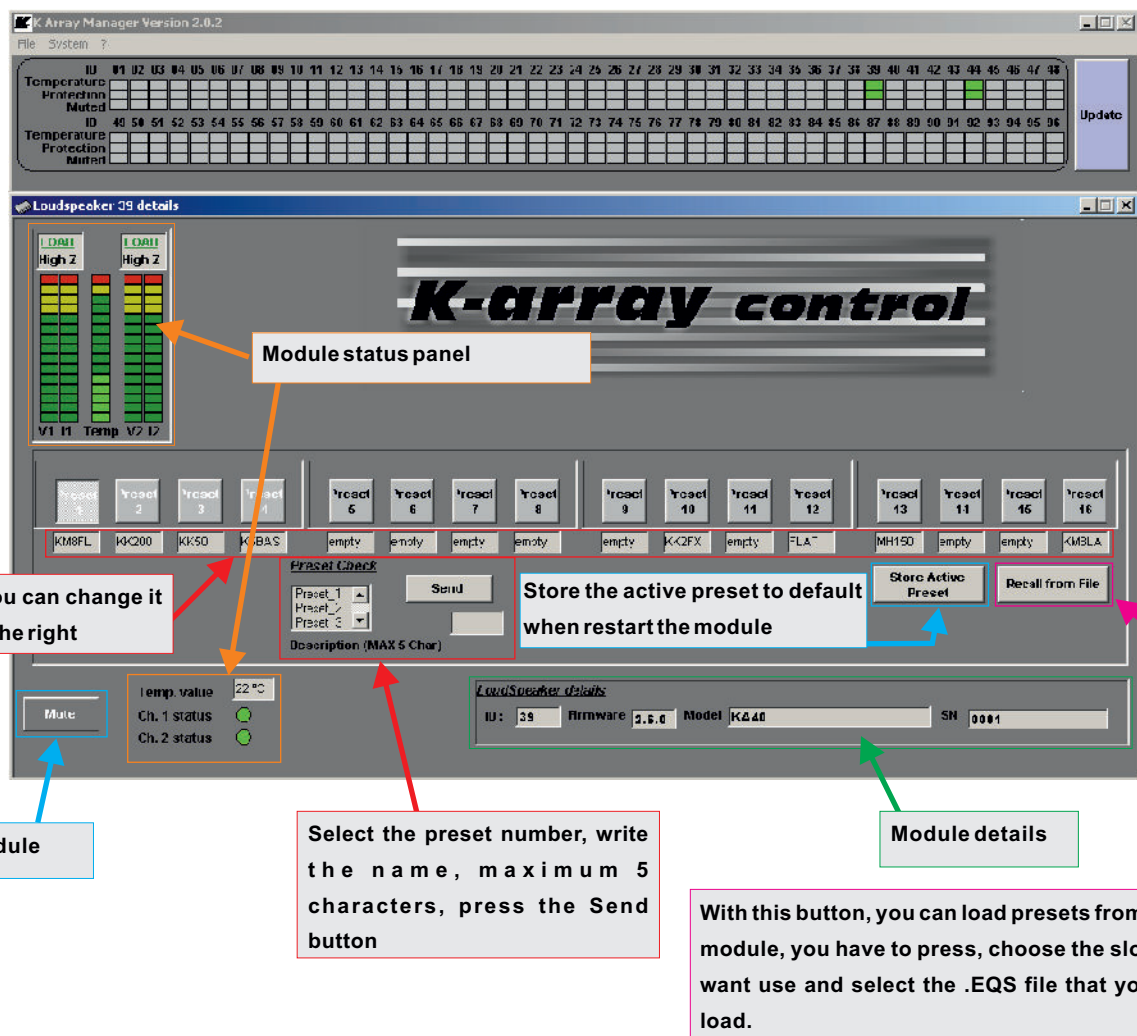 K Array Manager Version 2.0.2
File System ?
ID 01 02 03 04 05 06 07 08 09 10 11 12 13 14 15 16 17 18 19 20 21 22 23 24 25 26 27 28 29 30 31 32 33 34 35 36 37 38 39 40 41 42 43 44 45 46 47 48
Temperature
Protection
Muted
ID 49 50 51 52 53 54 55 56 57 58 59 60 61 62 63 64 65 66 67 68 69 70 71 72 73 74 75 76 77 78 79 80 81 82 83 84 85 86 87 88 89 90 91 92 93 94 95 96
Temperature
Protection
Muted
Update
Loudspeaker 39 details
LOAD LOAD
High Z High Z
K-array control
Module status panel
V1 I1 Temp V2 I2
Preset 1 Preset 2 Preset 3 Preset 4 Preset 5 Preset 6 Preset 7 Preset 8 Preset 9 Preset 10 Preset 11 Preset 12 Preset 13 Preset 14 Preset 15 Preset 16
KM8FL KK200 KK50 empty empty empty empty empty KK2FX empty FLAT MH150 empty empty
ou can change it
he right
Preset Check
Preset_1
Preset_2
Preset_3
Send
Description (MAX 5 Char)
Store the active preset to default
when restart the module
Store Active
Preset
Recall from File
Mute
Temp. value 22 °C
Ch. 1 status
Ch. 2 status
LoudSpeaker details
ID: 39 Firmware Model KA40 SN 0001
dule
Select the preset number, write
the name, maximum 5
characters, press the Send
button
Module details
With this button, you can load presets from
module, you have to press, choose the slo
want use and select the .EQS file that yo
load.